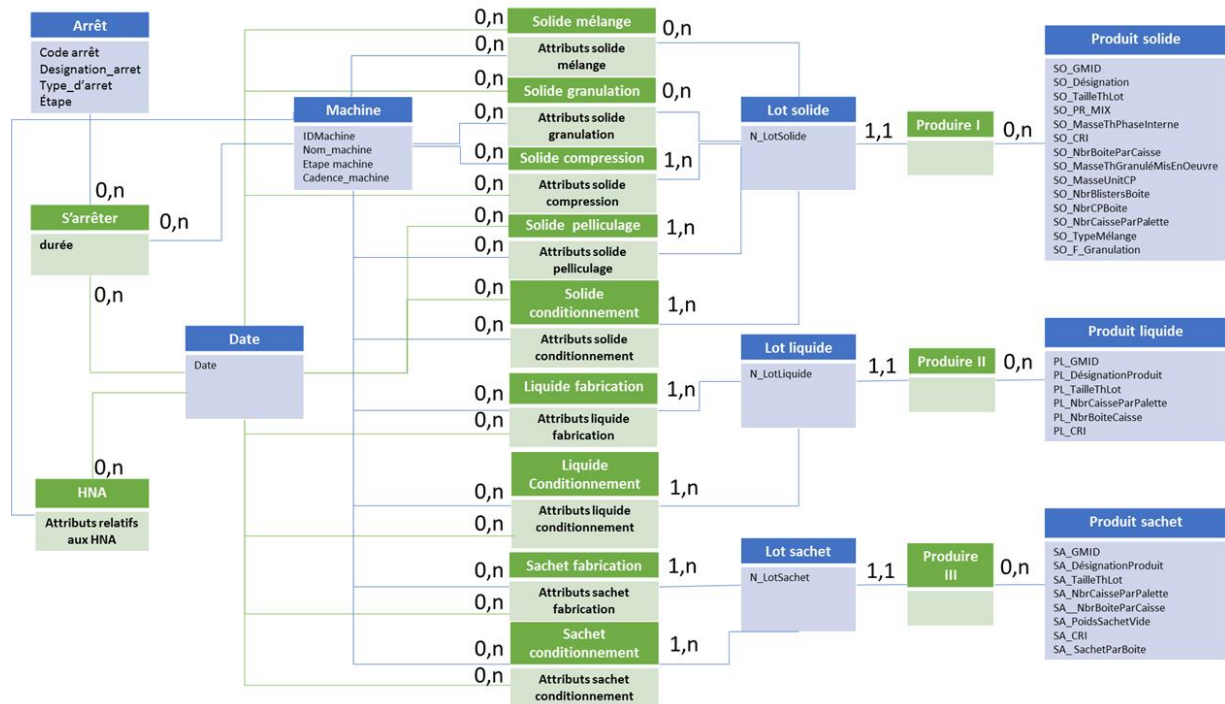 Arrêt
Code arrêt
Designation_arret
Type_d'arret
Étape
0,n
S'arrêter
durée
0,n
0,n
HNA
Attributs relatifs
aux HNA
0,n
Date
Date
Machine
IDMachine
Nom_machine
Etape machine
Cadence_machine
0,n
Solide mélange
0,n
0,n
Attributs solide
mélange
0,n
Solide granulation
0,n
0,n
Attributs solide
granulation
0,n
Solide compression
1,n
0,n
Attributs solide
compression
0,n
Solide pelliculage
1,n
0,n
Attributs solide
pelliculage
0,n
Solide
conditionnement
1,n
0,n
Attributs solide
conditionnement
0,n
Liquide fabrication
1,n
0,n
Attributs liquide
fabrication
0,n
Liquide
Conditionnement
1,n
0,n
Attributs liquide
conditionnement
0,n
Sachet fabrication
1,n
0,n
Attributs sachet
fabrication
0,n
Sachet
conditionnement
1,n
0,n
Attributs sachet
conditionnement
Lot solide
N_LotSolide
1,1
Produire I
0,n
Produit solide
SO_GMID
SO_Désignation
SO_TailleThLot
SO_PR_MIX
SO_MasseThPhaseInterne
SO_CRI
SO_NbrBoiteParCaisse
SO_MasseThGranuléMisEnOeuvre
SO_MasseUnitCP
SO_NbrBlistersBoite
SO_NbrCPBoite
SO_NbrCaisseParPalette
SO_TypeMélange
SO_F_Granulation
Lot liquide
N_LotLiquide
1,1
Produire II
0,n
Produit liquide
PL_GMID
PL_DésignationProduit
PL_TailleThLot
PL_NbrCaisseParPalette
PL_NbrBoiteCaisse
PL_CRI
Lot sachet
N_LotSachet
1,1
Produire
III
0,n
Produit sachet
SA_GMID
SA_DésignationProduit
SA_TailleThLot
SA_NbrCaisseParPalette
SA__NbrBoiteParCaisse
SA_PoidsSachetVide
SA_CRI
SA_ SachetParBoite